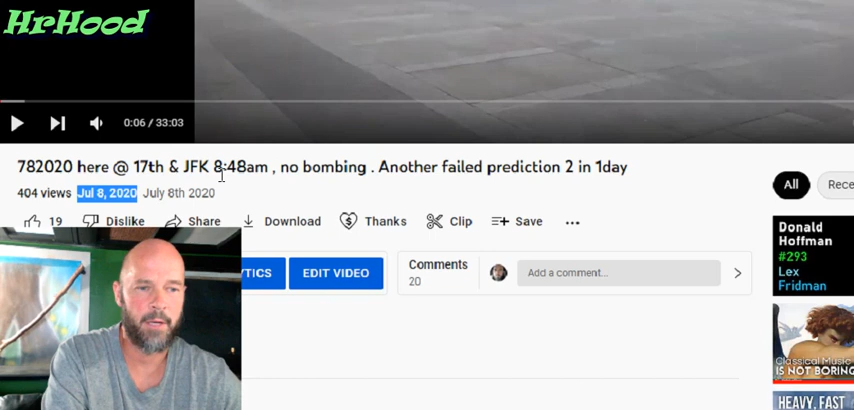 HrHood
0:06 / 33:03
782020 here @ 17th & JFK 8:48am , no bombing . Another failed prediction 2 in 1day
404 views Jul 8, 2020 July 8th 2020
All
19 Dislike Share Download Thanks Clip Save ...
Donald
Hoffman
#293
Lex
Fridman
EDIT VIDEO
Comments
20
Add a comment...
Classical Music
IS NOT BORING
HEAVY, FAST